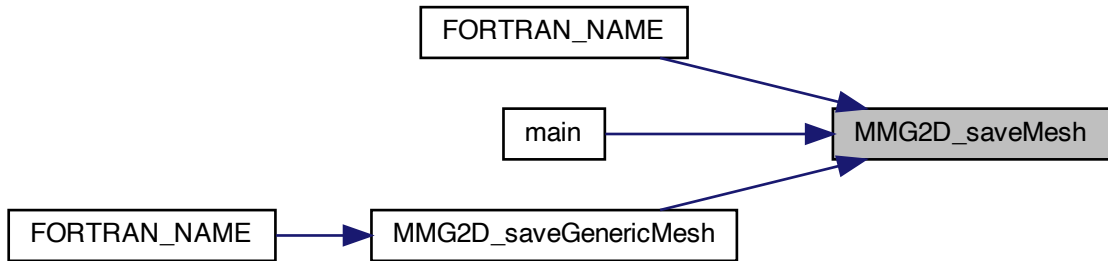 FORTRAN_NAME
main
MMG2D_saveMesh
FORTRAN_NAME
MMG2D_saveGenericMesh